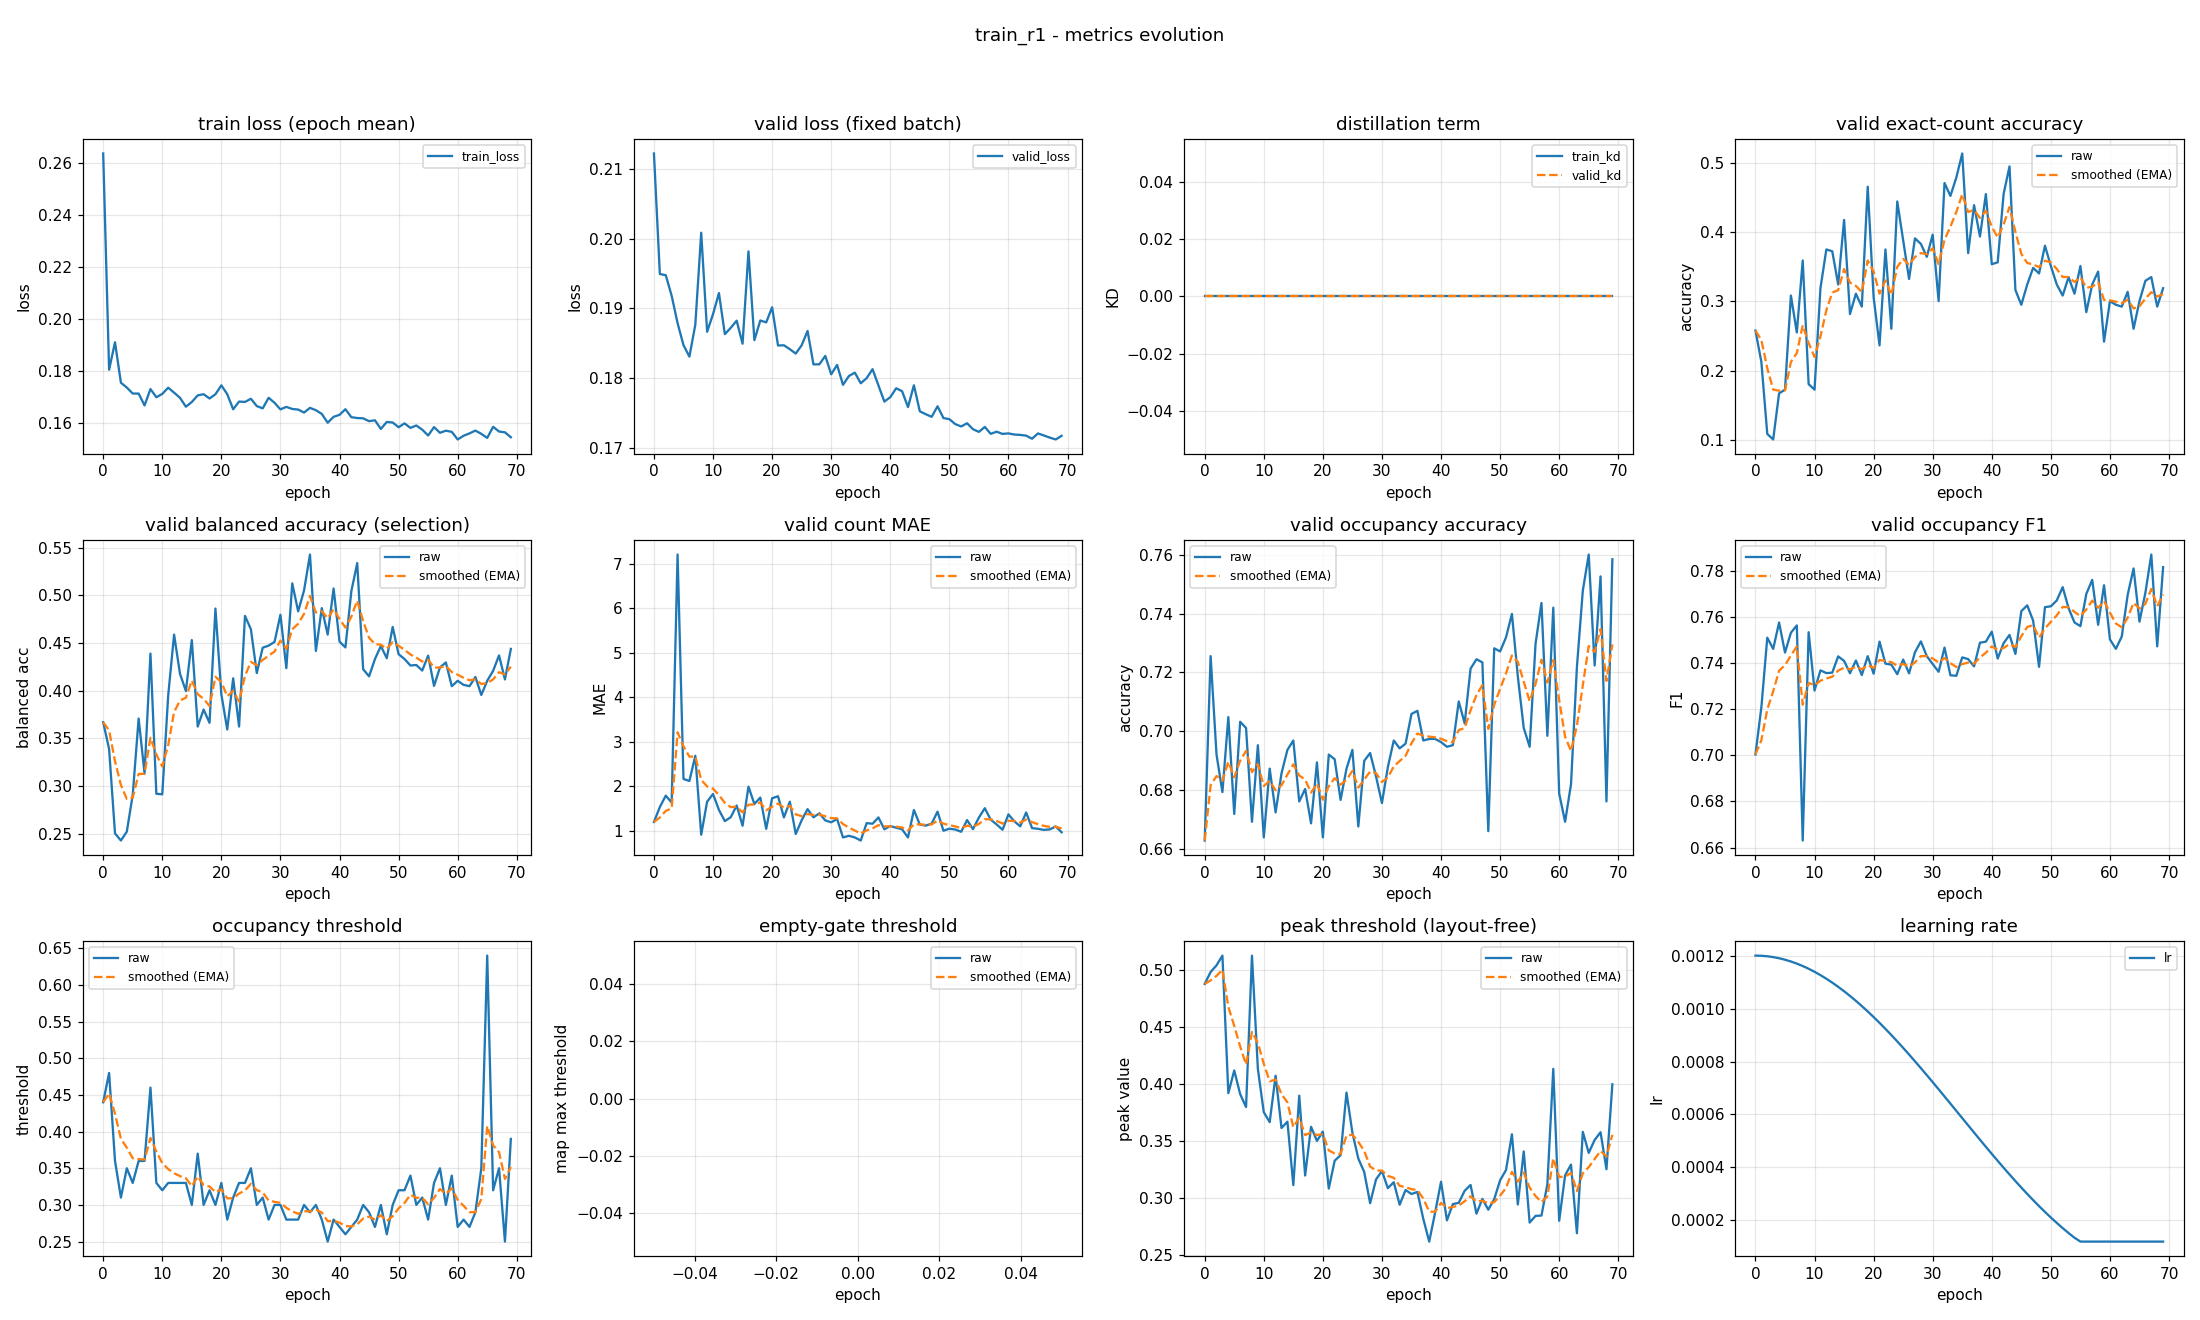 train_r1 - metrics evolution
train loss (epoch mean)
train_loss
loss
0.26
0.24
0.22
0.20
0.18
0.16
0 10 20 30 40 50 60 70
epoch
valid loss (fixed batch)
valid_loss
loss
0.21
0.20
0.19
0.18
0.17
0 10 20 30 40 50 60 70
epoch
distillation term
train_kd
valid_kd
KD
0.04
0.02
0.00
−0.02
−0.04
0 10 20 30 40 50 60 70
epoch
valid exact-count accuracy
raw
smoothed (EMA)
accuracy
0.5
0.4
0.3
0.2
0.1
0 10 20 30 40 50 60 70
epoch
valid balanced accuracy (selection)
raw
smoothed (EMA)
balanced acc
0.55
0.50
0.45
0.40
0.35
0.30
0.25
0 10 20 30 40 50 60 70
epoch
valid count MAE
raw
smoothed (EMA)
MAE
7
6
5
4
3
2
1
0 10 20 30 40 50 60 70
epoch
valid occupancy accuracy
raw
smoothed (EMA)
accuracy
0.76
0.74
0.72
0.70
0.68
0.66
0 10 20 30 40 50 60 70
epoch
valid occupancy F1
raw
smoothed (EMA)
F1
0.78
0.76
0.74
0.72
0.70
0.68
0.66
0 10 20 30 40 50 60 70
epoch
occupancy threshold
raw
smoothed (EMA)
threshold
0.65
0.60
0.55
0.50
0.45
0.40
0.35
0.30
0.25
0 10 20 30 40 50 60 70
epoch
empty-gate threshold
raw
smoothed (EMA)
map max threshold
0.04
0.02
0.00
−0.02
−0.04
−0.04 −0.02 0.00 0.02 0.04
epoch
peak threshold (layout-free)
raw
smoothed (EMA)
peak value
0.50
0.45
0.40
0.35
0.30
0.25
0 10 20 30 40 50 60 70
epoch
learning rate
lr
lr
0.0012
0.0010
0.0008
0.0006
0.0004
0.0002
0 10 20 30 40 50 60 70
epoch